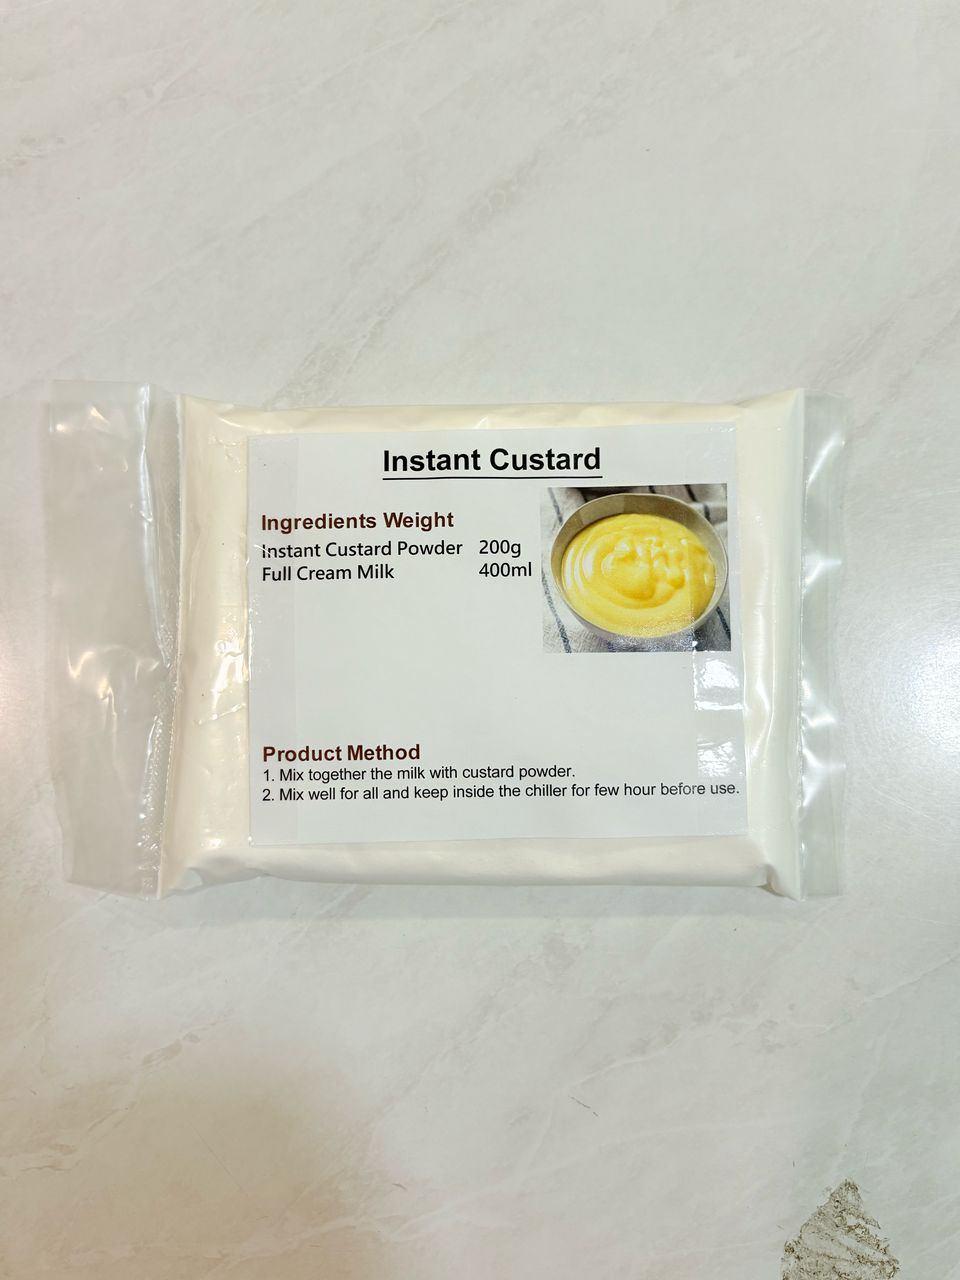 Instant Custard
Ingredients Weight
Instant Custard Powder 200g
Full Cream Milk 400ml
Product Method
1. Mix together the milk with custard powder.
2. Mix well for all and keep inside the chiller for few hour before use.